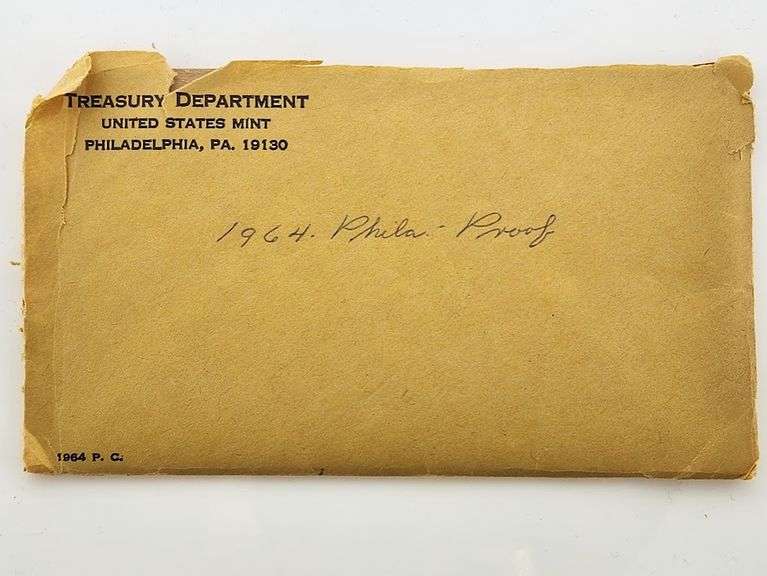 TREASURY DEPARTMENT
UNITED STATES MINT
PHILADELPHIA, PA. 19130
1964. Phila.- Proof
1964 P. C.